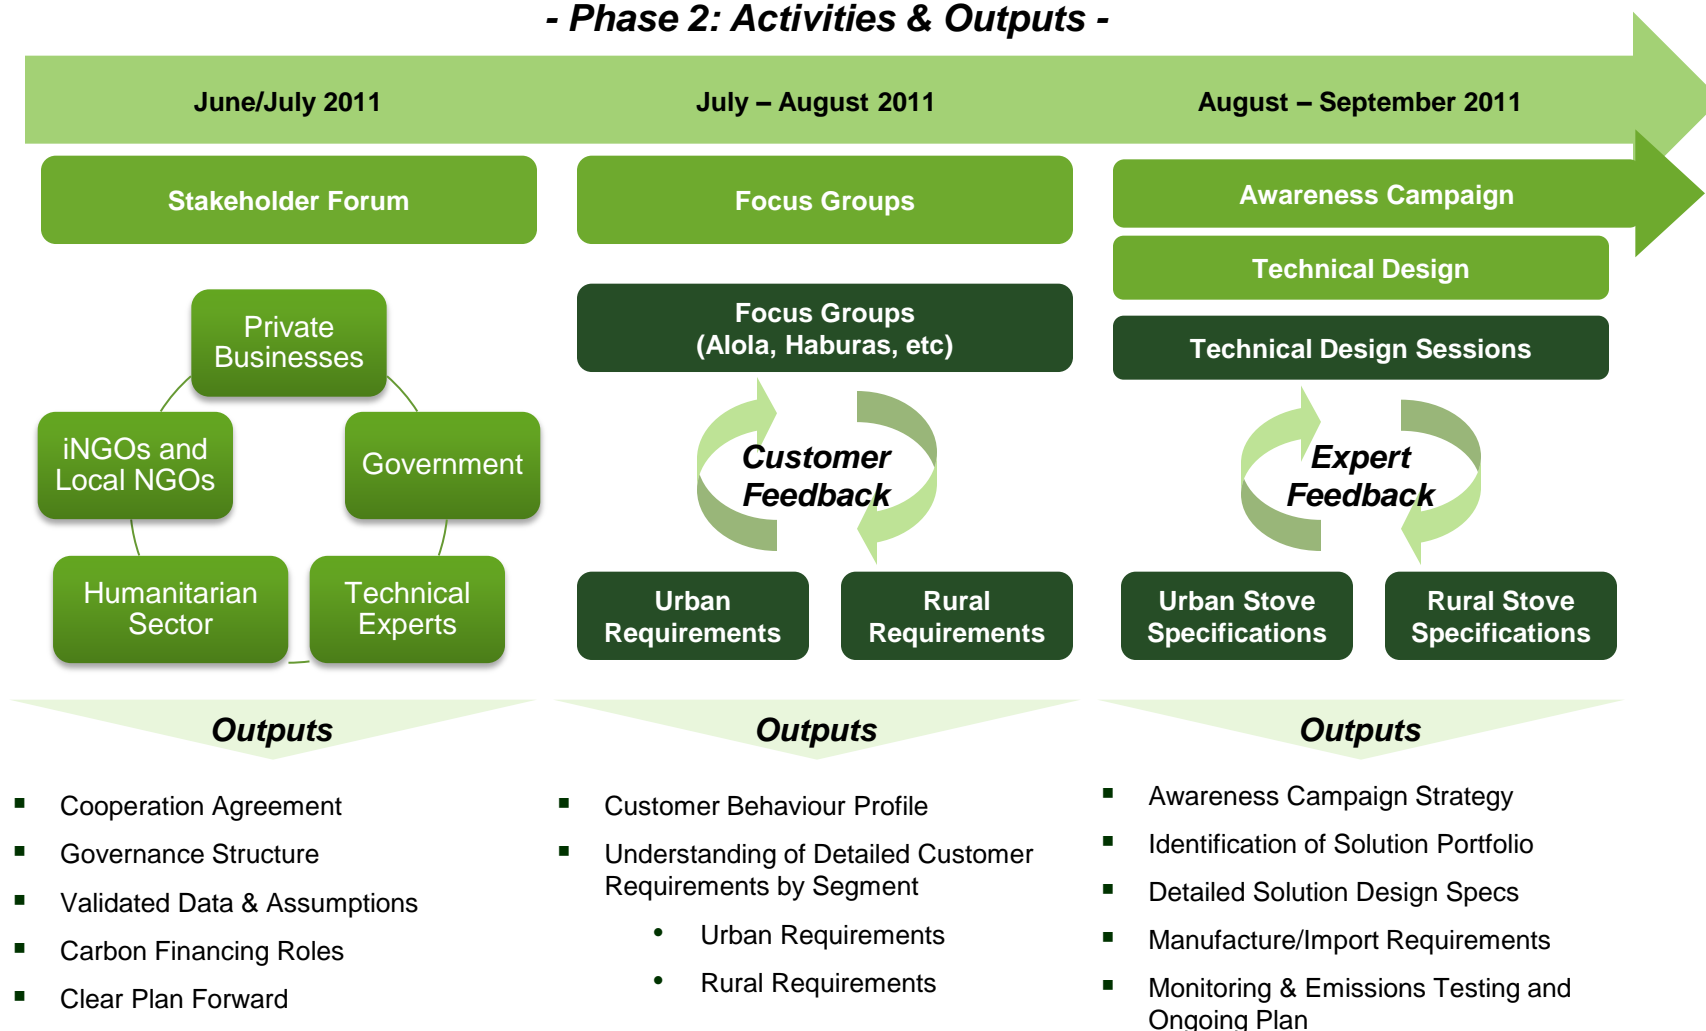 - Phase 2: Activities & Outputs -
June/July 2011
July – August 2011
August – September 2011
Stakeholder Forum
Private
Businesses
iNGOs and
Local NGOs
Government
Humanitarian
Sector
Technical
Experts
Outputs
Cooperation Agreement
Governance Structure
Validated Data & Assumptions
Carbon Financing Roles
Clear Plan Forward
Focus Groups
Focus Groups
(Alola, Haburas, etc)
Customer
Feedback
Urban
Requirements
Rural
Requirements
Outputs
Customer Behaviour Profile
Understanding of Detailed Customer
Requirements by Segment
Urban Requirements
Rural Requirements
Awareness Campaign
Technical Design
Technical Design Sessions
Expert
Feedback
Urban Stove
Specifications
Rural Stove
Specifications
Outputs
Awareness Campaign Strategy
Identification of Solution Portfolio
Detailed Solution Design Specs
Manufacture/Import Requirements
Monitoring & Emissions Testing and
Ongoing Plan